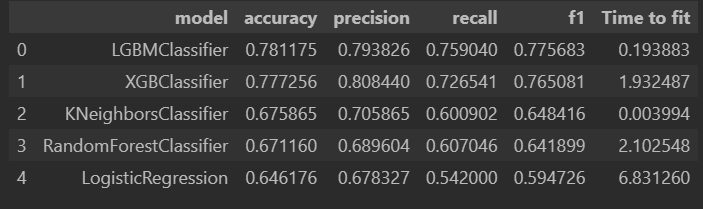 model accuracy precision recall f1 Time to fit
0 LGBMClassifier 0.781175 0.793826 0.759040 0.775683 0.193883
1 XGBClassifier 0.777256 0.808440 0.726541 0.765081 1.932487
2 KNeighborsClassifier 0.675865 0.705865 0.600902 0.648416 0.003994
3 RandomForestClassifier 0.671160 0.689604 0.607046 0.641899 2.102548
4 LogisticRegression 0.646176 0.678327 0.542000 0.594726 6.831260